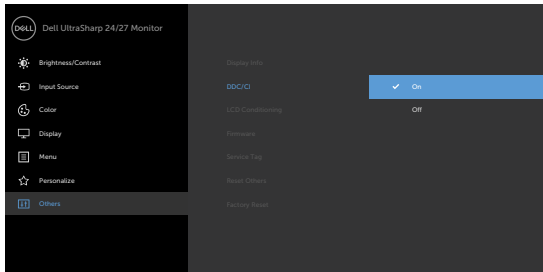 DELL Dell UltraSharp 24/27 Monitor
Brightness/Contrast
Display Info
Input Source
DDC/CI
On
Color
LCD Conditioning
Off
Display
Firmware
Menu
Service Tag
Personalize
Reset Others
Others
Factory Reset